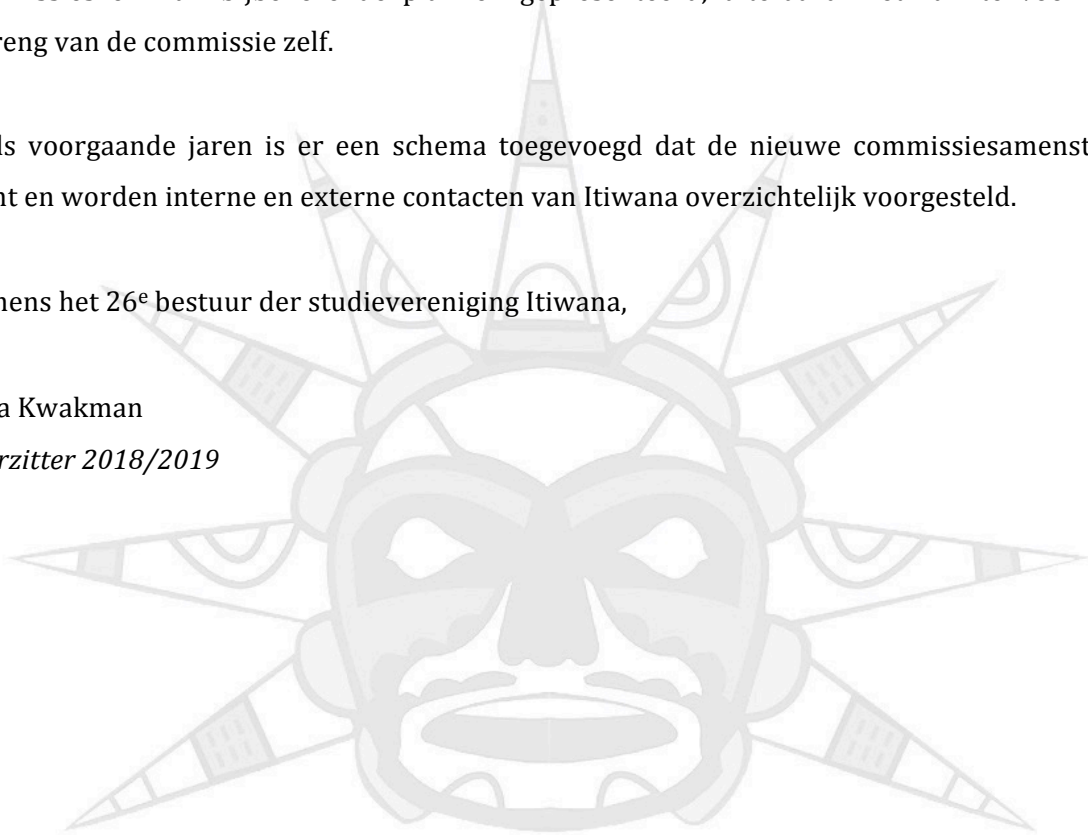 gepresenteerd,
reng van de commissie zelf.
ls voorgaande jaren is er een schema toegevoegd dat de nieuwe commissiesamenst
nt en worden interne en externe contacten van Itiwana overzichtelijk voorgesteld.
mens het 26e bestuur der studievereniging Itiwana,
a Kwakman
rzitter 2018/2019